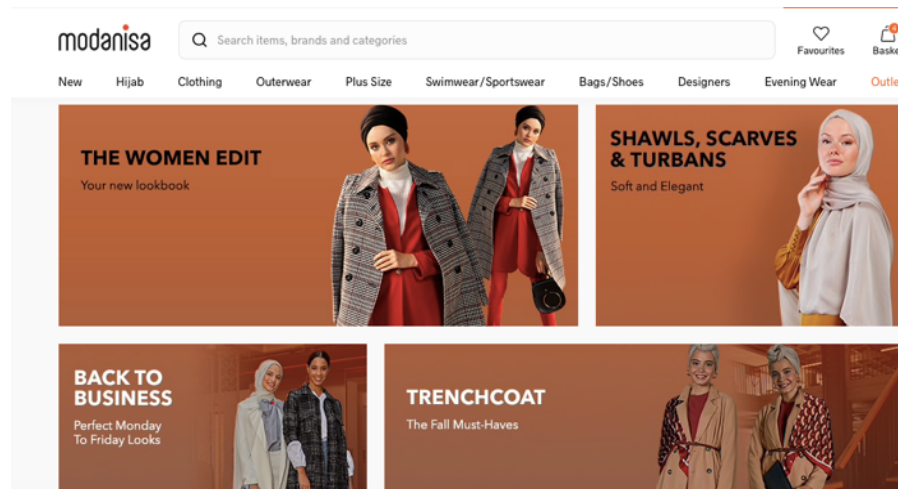 modanisa
Search items, brands and categories
Favourites
New Hijab Clothing Outerwear Plus Size Swimwear/Sportswear Bags/Shoes Designers Evening Wear
THE WOMEN EDIT
Your new lookbook
SHAWLS, SCARVES
& TURBANS
Soft and Elegant
BACK TO
BUSINESS
Perfect Monday
To Friday Looks
TRENCHCOAT
The Fall Must-Haves